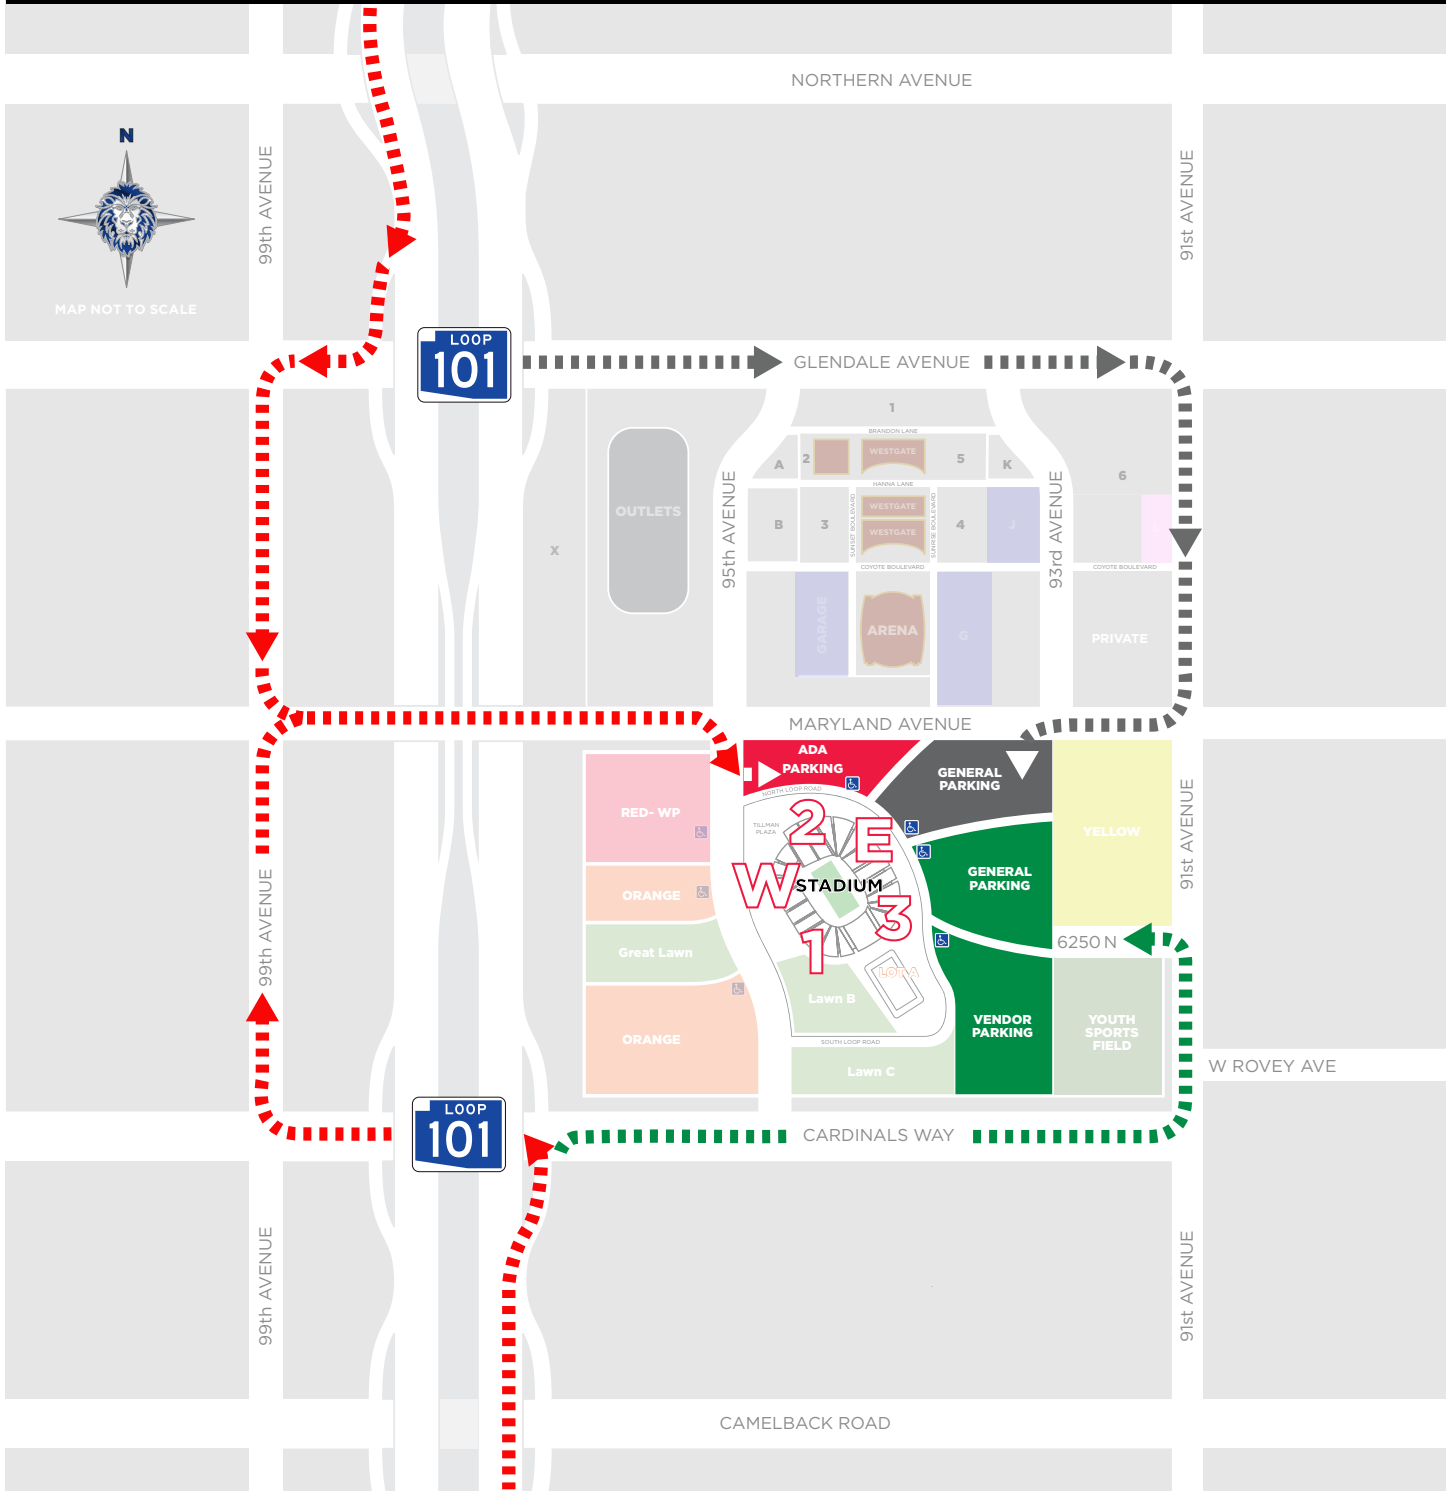 NORTHERN AVENUE
N
99th AVENUE
91st AVENUE
MAP NOT TO SCALE
LOOP
101
GLENDALE AVENUE
1
BRANDON LANE
A
2
WESTGATE
5
K
6
HANNA LANE
OUTLETS
X
95th AVENUE
B
3
SUNSET BOULEVARD
WESTGATE
WESTGATE
SUNRISE BOULEVARD
4
J
93rd AVENUE
COYOTE BOULEVARD
COYOTE BOULEVARD
GARAGE
ARENA
G
PRIVATE
MARYLAND AVENUE
ADA
PARKING
GENERAL
PARKING
NORTH LOOP ROAD
RED- WP
TILLMAN
PLAZA
2
E
YELLOW
91st AVENUE
GENERAL
PARKING
W
STADIUM
ORANGE
3
99th AVENUE
1
6250 N
Great Lawn
LOT A
Lawn B
VENDOR
PARKING
YOUTH
SPORTS
FIELD
ORANGE
SOUTH LOOP ROAD
Lawn C
W ROVEY AVE
LOOP
101
CARDINALS WAY
99th AVENUE
91st AVENUE
CAMELBACK ROAD